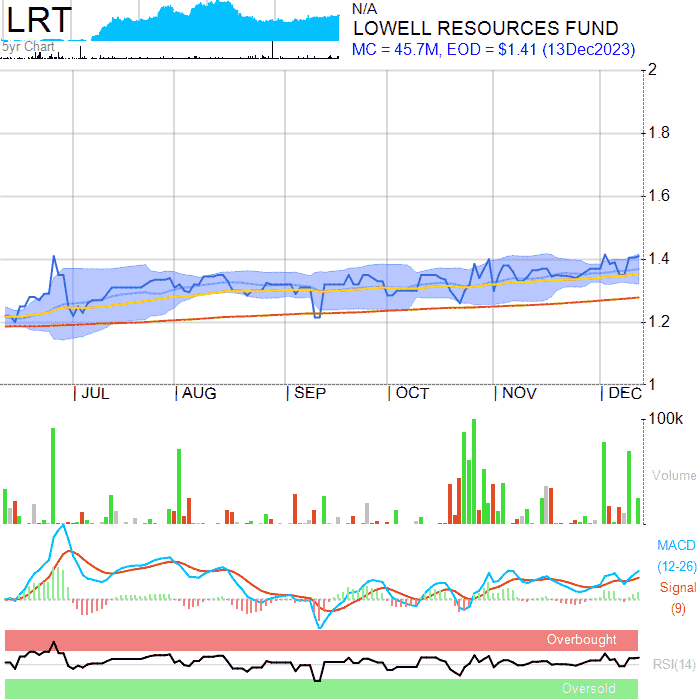 LRT
N/A
LOWELL RESOURCES FUND
5yr Chart
MC = 45.7M, EOD = $1.41 (13Dec2023)
2
1.8
1.6
1.4
1.2
1
JUL AUG SEP OCT NOV DEC
100k
Volume
MACD
(12-26)
Signal
(9)
Overbought
RSI(14)
Oversold